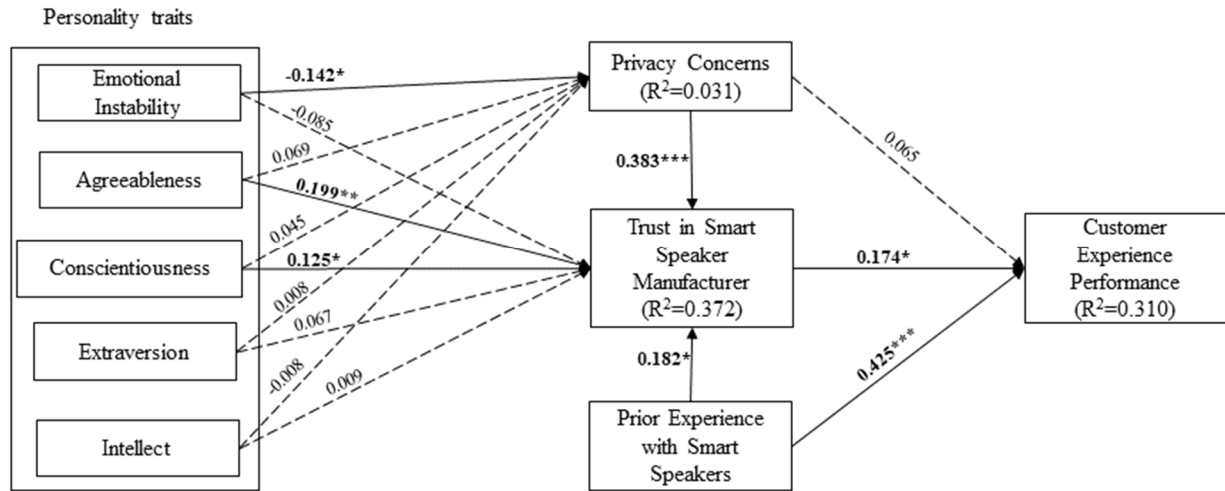 Personality traits
Emotional
Instability
Agreeableness
Conscientiousness
Extraversion
Intellect
-0.142*
-0.085
0.069
0.199**
0.045
0.125*
0.008
0.067
-0.008
0.009
Privacy Concerns
(R²=0.031)
0.383***
Trust in Smart
Speaker
Manufacturer
(R²=0.372)
0.182*
Prior Experience
with Smart
Speakers
0.065
0.174*
0.425***
Customer
Experience
Performance
(R²=0.310)